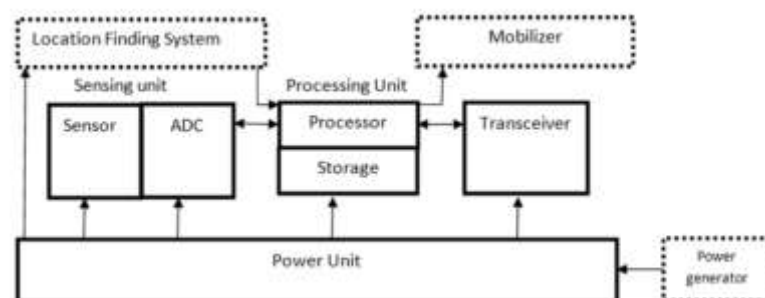 Location Finding System
Mobilizer
Sensing unit
Processing Unit
Sensor
ADC
Processor
Transceiver
Storage
Power Unit
Power
generator